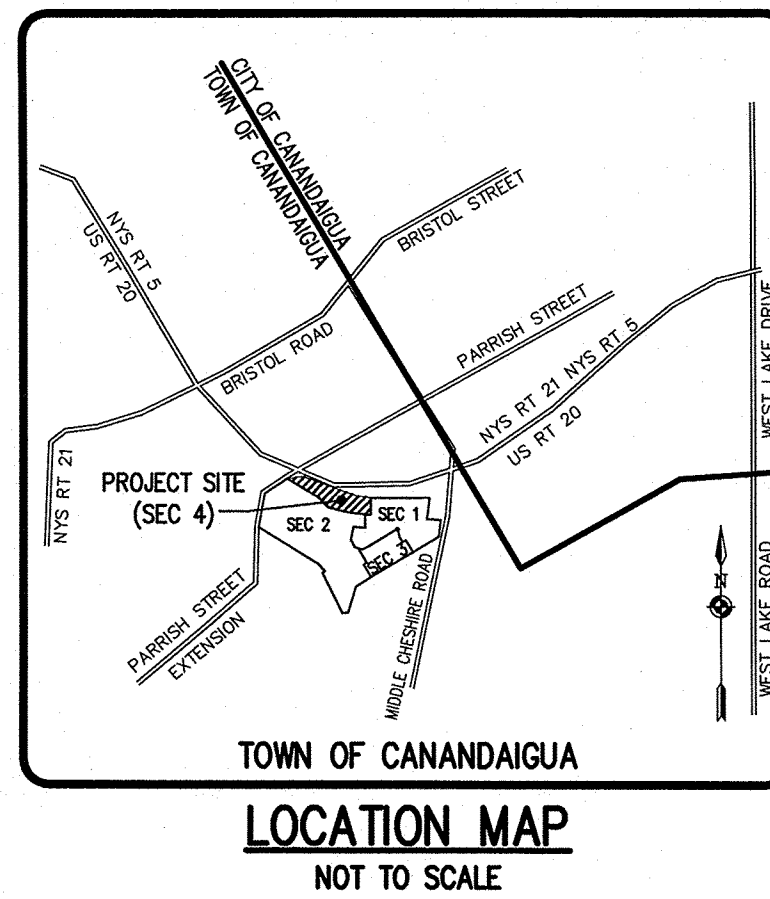 CITY OF CANANDAIGUA
TOWN OF CANANDAIGUA
NYS RT 5
US RT 20
BRISTOL STREET
BRISTOL ROAD
PARRISH STREET
NYS RT 21 NYS RT 5
US RT 20
WEST LAKE DRIVE
NYS RT 21
PROJECT SITE
(SEC 4)
SEC 1
SEC 2
SEC 3
PARRISH STREET
EXTENSION
MIDDLE CHESHIRE ROAD
N
WEST LAKE ROAD
TOWN OF CANANDAIGUA
LOCATION MAP
NOT TO SCALE